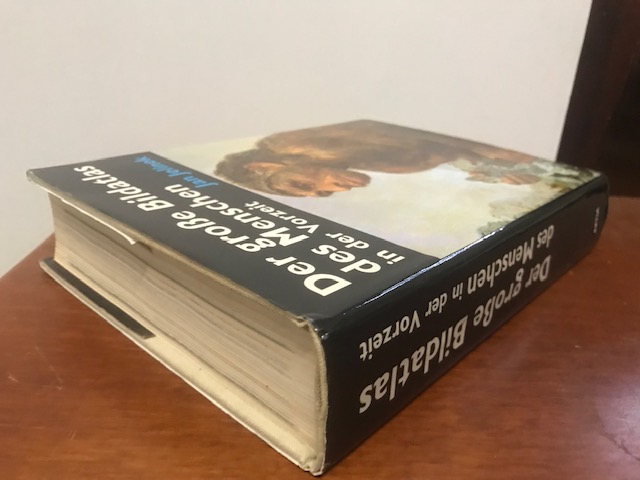 Der große Bildatlas
des Menschen
in der Vorzeit
Jan Jelínek
Der große Bildatlas
des Menschen in der Vorzeit